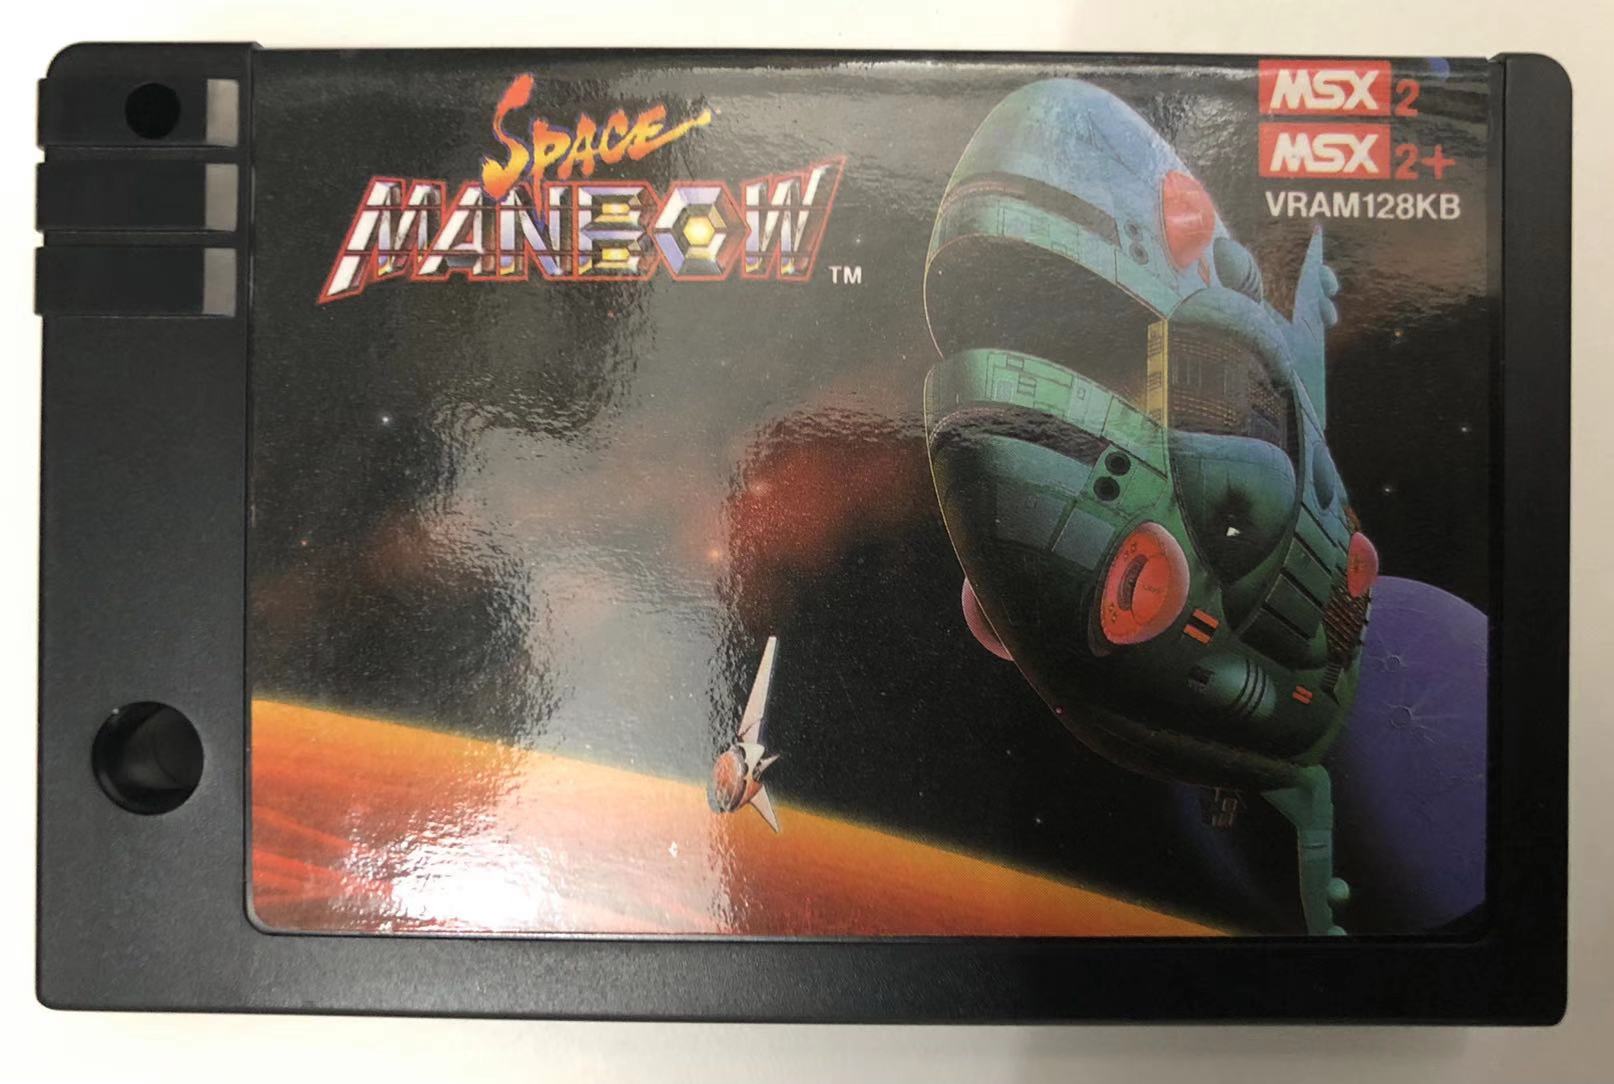 SPACE
MANBOW
TM
MSX 2
MSX 2+
VRAM128KB